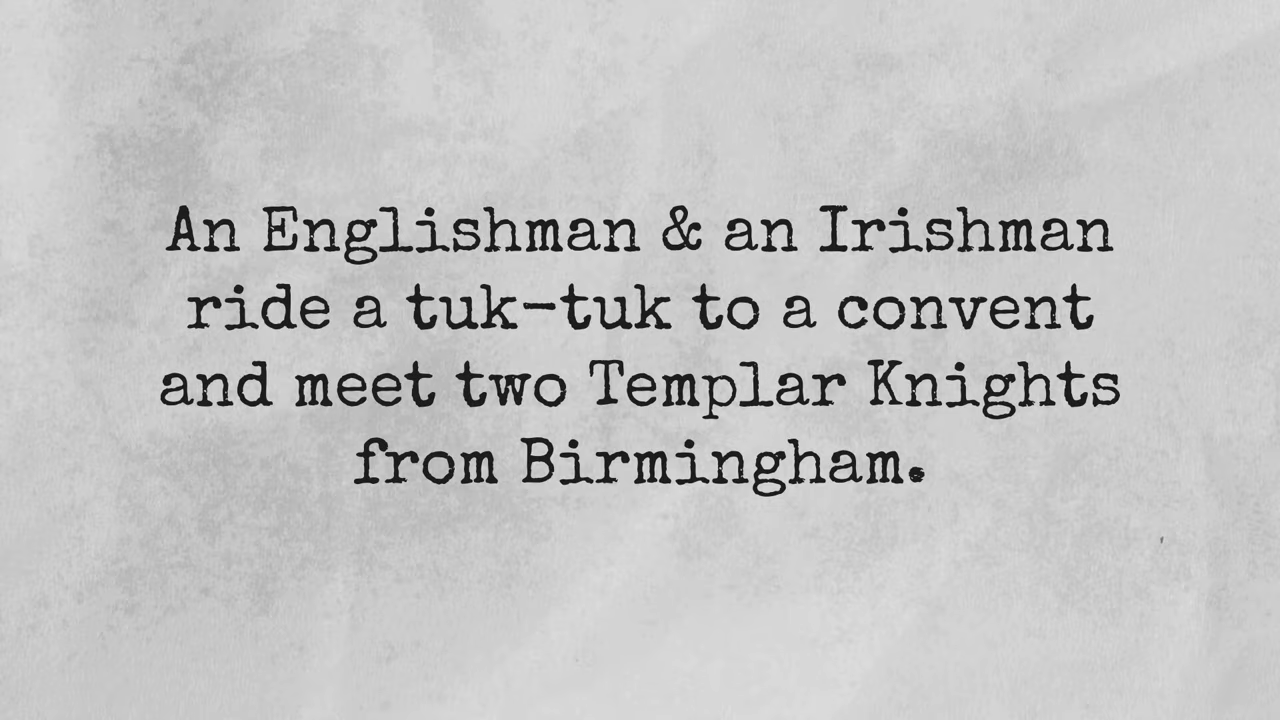 An Englishman & an Irishman
ride a tuk-tuk to a convent
and meet two Templar Knights
from Birmingham.